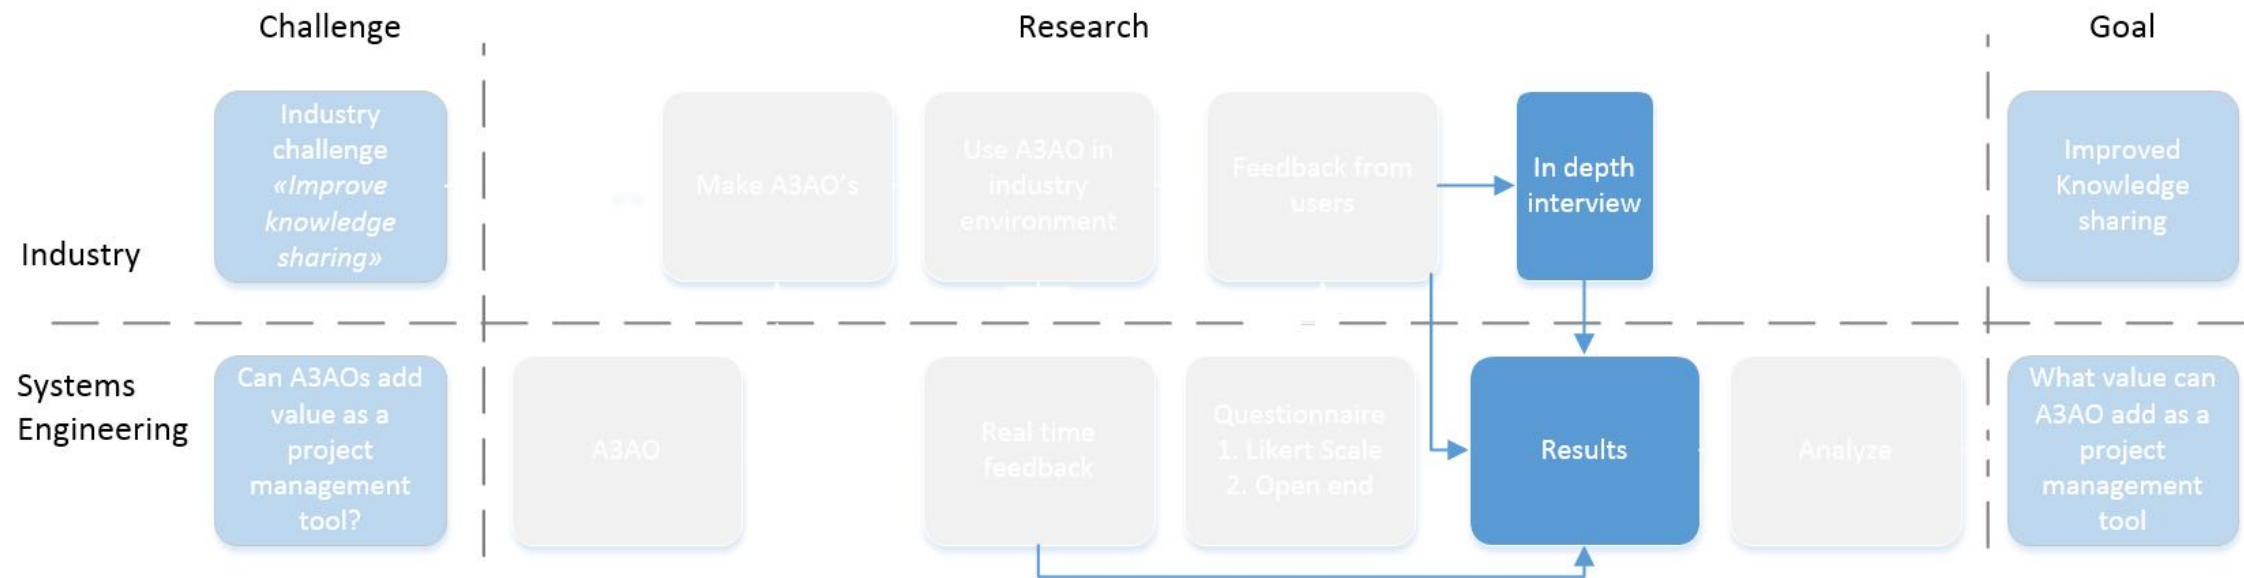 Challenge
Research
Goal
Industry
Industry
challenge
«Improve
knowledge
sharing»
Make A3AO's
Use A3AO in
industry
environment
Feedback from
users
In depth
interview
Improved
Knowledge
sharing
Systems
Engineering
Can A3AOs add
value as a
project
management
tool?
A3AO
Real time
feedback
Questionnaire
1. Likert Scale
2. Open end
Results
Analyze
What value can
A3AO add as a
project
management
tool